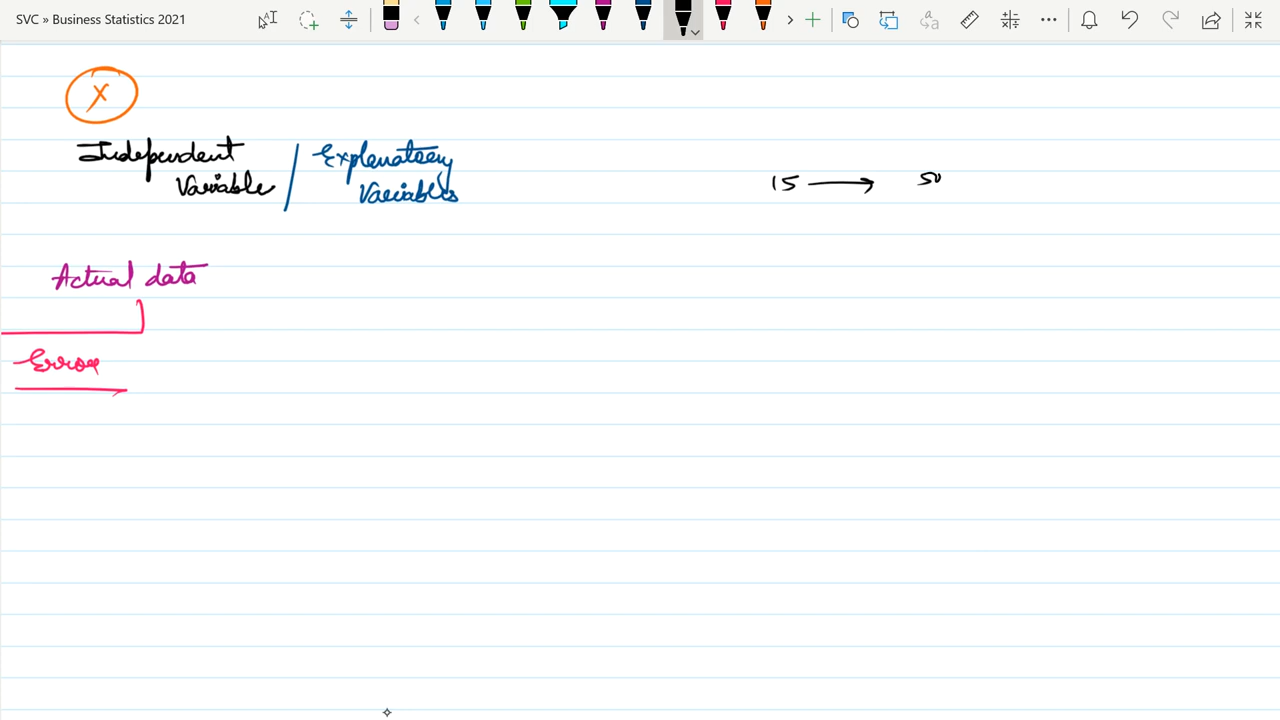 SVC » Business Statistics 2021
X
Independent Variable / Explanatory Variables
15 → 50
Actual data
Error